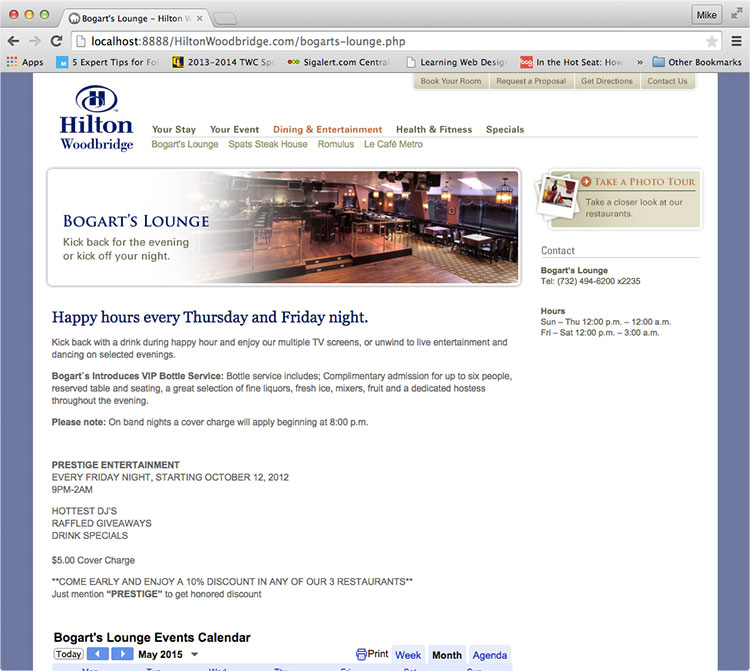 Bogart's Lounge – Hilton W
Mike
localhost:8888/HiltonWoodbridge.com/bogarts-lounge.php
Apps 5 Expert Tips for Fol 2013-2014 TWC Spo Sigalert.com Central Learning Web Design In the Hot Seat: How » Other Bookmarks
Book Your Room Request a Proposal Get Directions Contact Us
Hilton
Woodbridge
Your Stay Your Event Dining & Entertainment Health & Fitness Specials
Bogart's Lounge Spats Steak House Romulus Le Café Metro
BOGART'S LOUNGE
Kick back for the evening
or kick off your night.
TAKE A PHOTO TOUR
Take a closer look at our
restaurants.
Contact
Bogart's Lounge
Tel: (732) 494-6200 x2235
Hours
Sun – Thu 12:00 p.m. – 12:00 a.m.
Fri – Sat 12:00 p.m. – 3:00 a.m.
Happy hours every Thursday and Friday night.
Kick back with a drink during happy hour and enjoy our multiple TV screens, or unwind to live entertainment and
dancing on selected evenings.
Bogart`s Introduces VIP Bottle Service: Bottle service includes; Complimentary admission for up to six people,
reserved table and seating, a great selection of fine liquors, fresh ice, mixers, fruit and a dedicated hostess
throughout the evening.
Please note: On band nights a cover charge will apply beginning at 8:00 p.m.
PRESTIGE ENTERTAINMENT
EVERY FRIDAY NIGHT, STARTING OCTOBER 12, 2012
9PM-2AM
HOTTEST DJ'S
RAFFLED GIVEAWAYS
DRINK SPECIALS
$5.00 Cover Charge
**COME EARLY AND ENJOY A 10% DISCOUNT IN ANY OF OUR 3 RESTAURANTS**
Just mention “PRESTIGE” to get honored discount
Bogart's Lounge Events Calendar
Today May 2015 Print Week Month Agenda